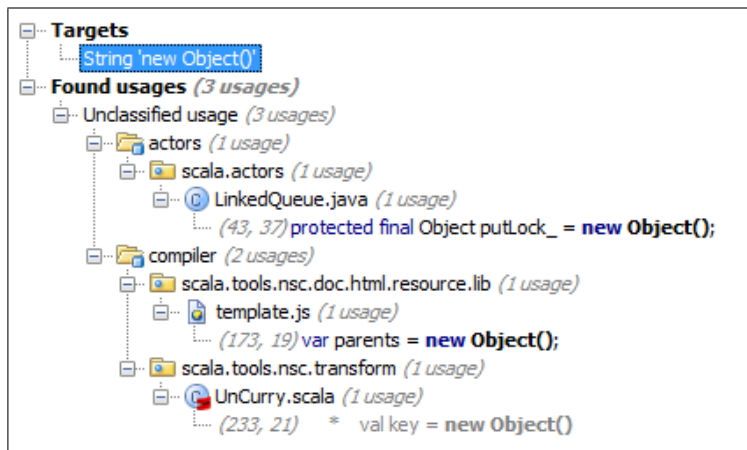 Targets
String 'new Object()'
Found usages (3 usages)
Unclassified usage (3 usages)
actors (1 usage)
scala.actors (1 usage)
LinkedQueue.java (1 usage)
(43, 37) protected final Object putLock_ = new Object();
compiler (2 usages)
scala.tools.nsc.doc.html.resource.lib (1 usage)
template.js (1 usage)
(173, 19) var parents = new Object();
scala.tools.nsc.transform (1 usage)
UnCurry.scala (1 usage)
(233, 21) * val key = new Object()